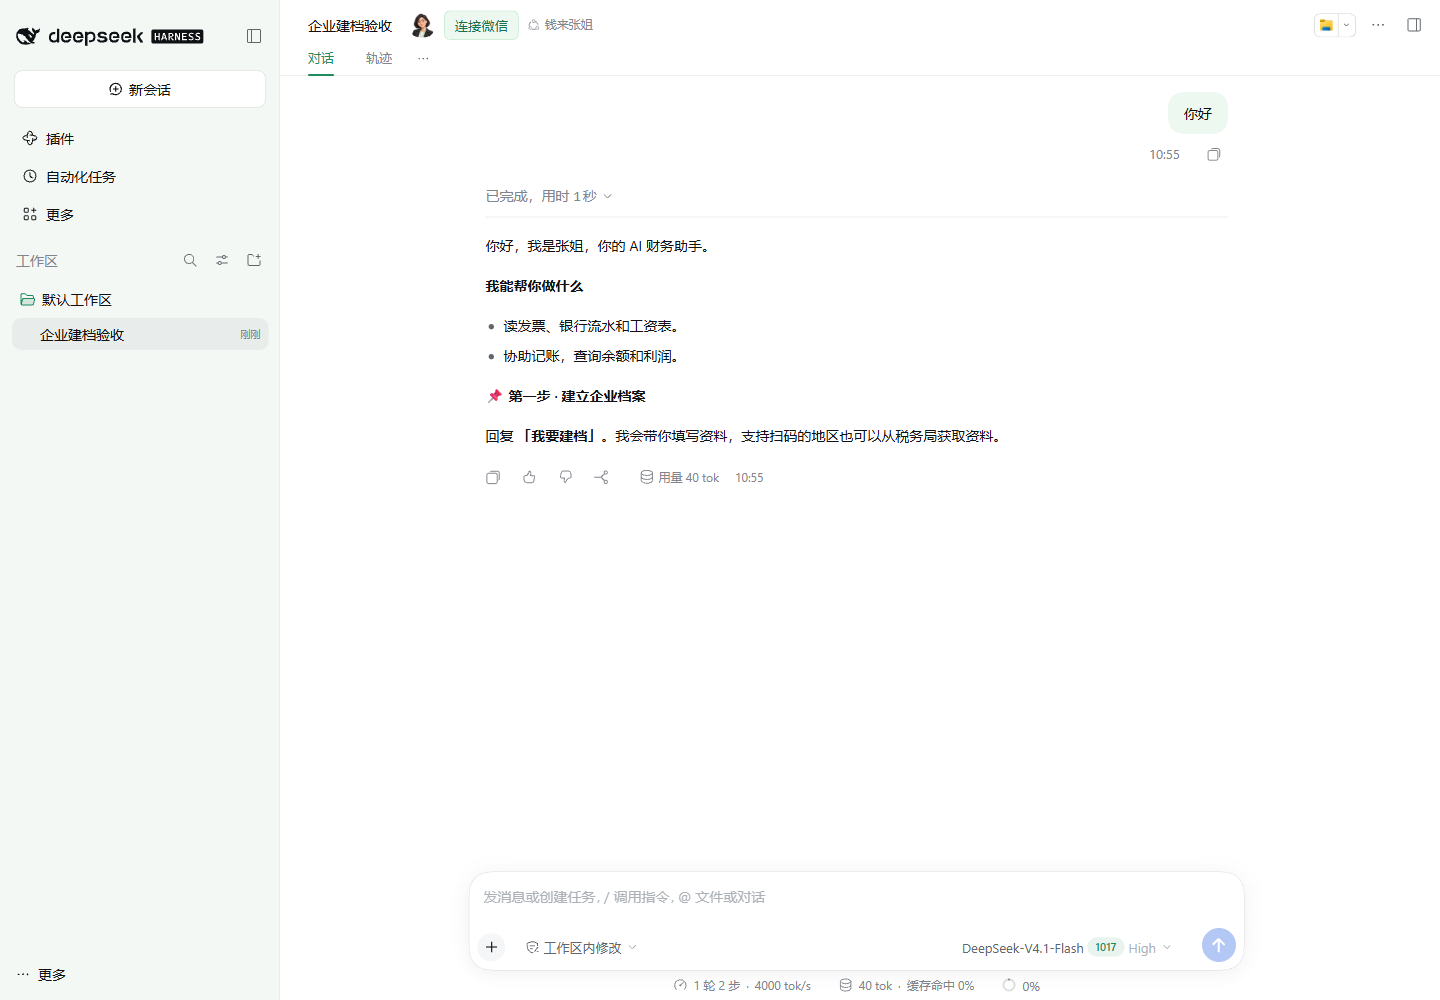 deepseek HARNESS
新会话
插件
自动化任务
更多
工作区
默认工作区
企业建档验收 刚刚
更多
企业建档验收 连接微信 钱来张姐
对话 轨迹 ···
你好
10:55
已完成，用时 1 秒
你好，我是张姐，你的 AI 财务助手。
我能帮你做什么
读发票、银行流水和工资表。
协助记账，查询余额和利润。
📌 第一步 · 建立企业档案
回复「我要建档」。我会带你填写资料，支持扫码的地区也可以从税务局获取资料。
用量 40 tok 10:55
发消息或创建任务, / 调用指令, @ 文件或对话
工作区内修改 DeepSeek-V4.1-Flash 1017 High
1 轮 2 步 · 4000 tok/s 40 tok · 缓存命中 0% 0%